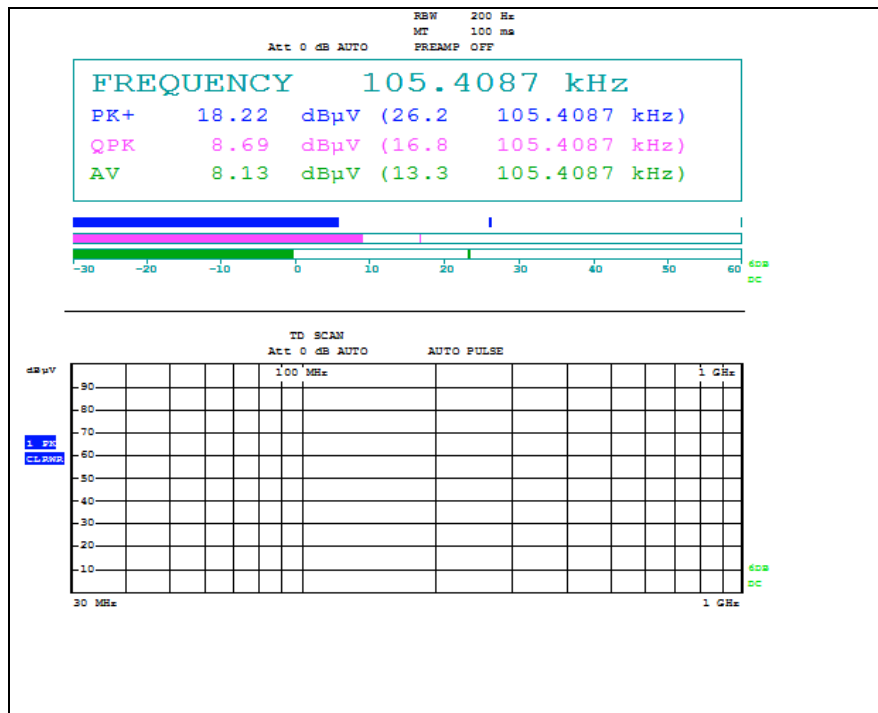 RBW 200 Hz
MT 100 ms
Att 0 dB AUTO PREAMP OFF
FREQUENCY 105.4087 kHz
PK+ 18.22 dBµV (26.2 105.4087 kHz)
QPK 8.69 dBµV (16.8 105.4087 kHz)
AV 8.13 dBµV (13.3 105.4087 kHz)
-30 -20 -10 0 10 20 30 40 50 60
6DB
DC
TD SCAN
Att 0 dB AUTO AUTO PULSE
dBµV
100 MHz 1 GHz
90
80
70
1 PK
60
CLRWR
50
40
30
20
10
6DB
DC
30 MHz 1 GHz